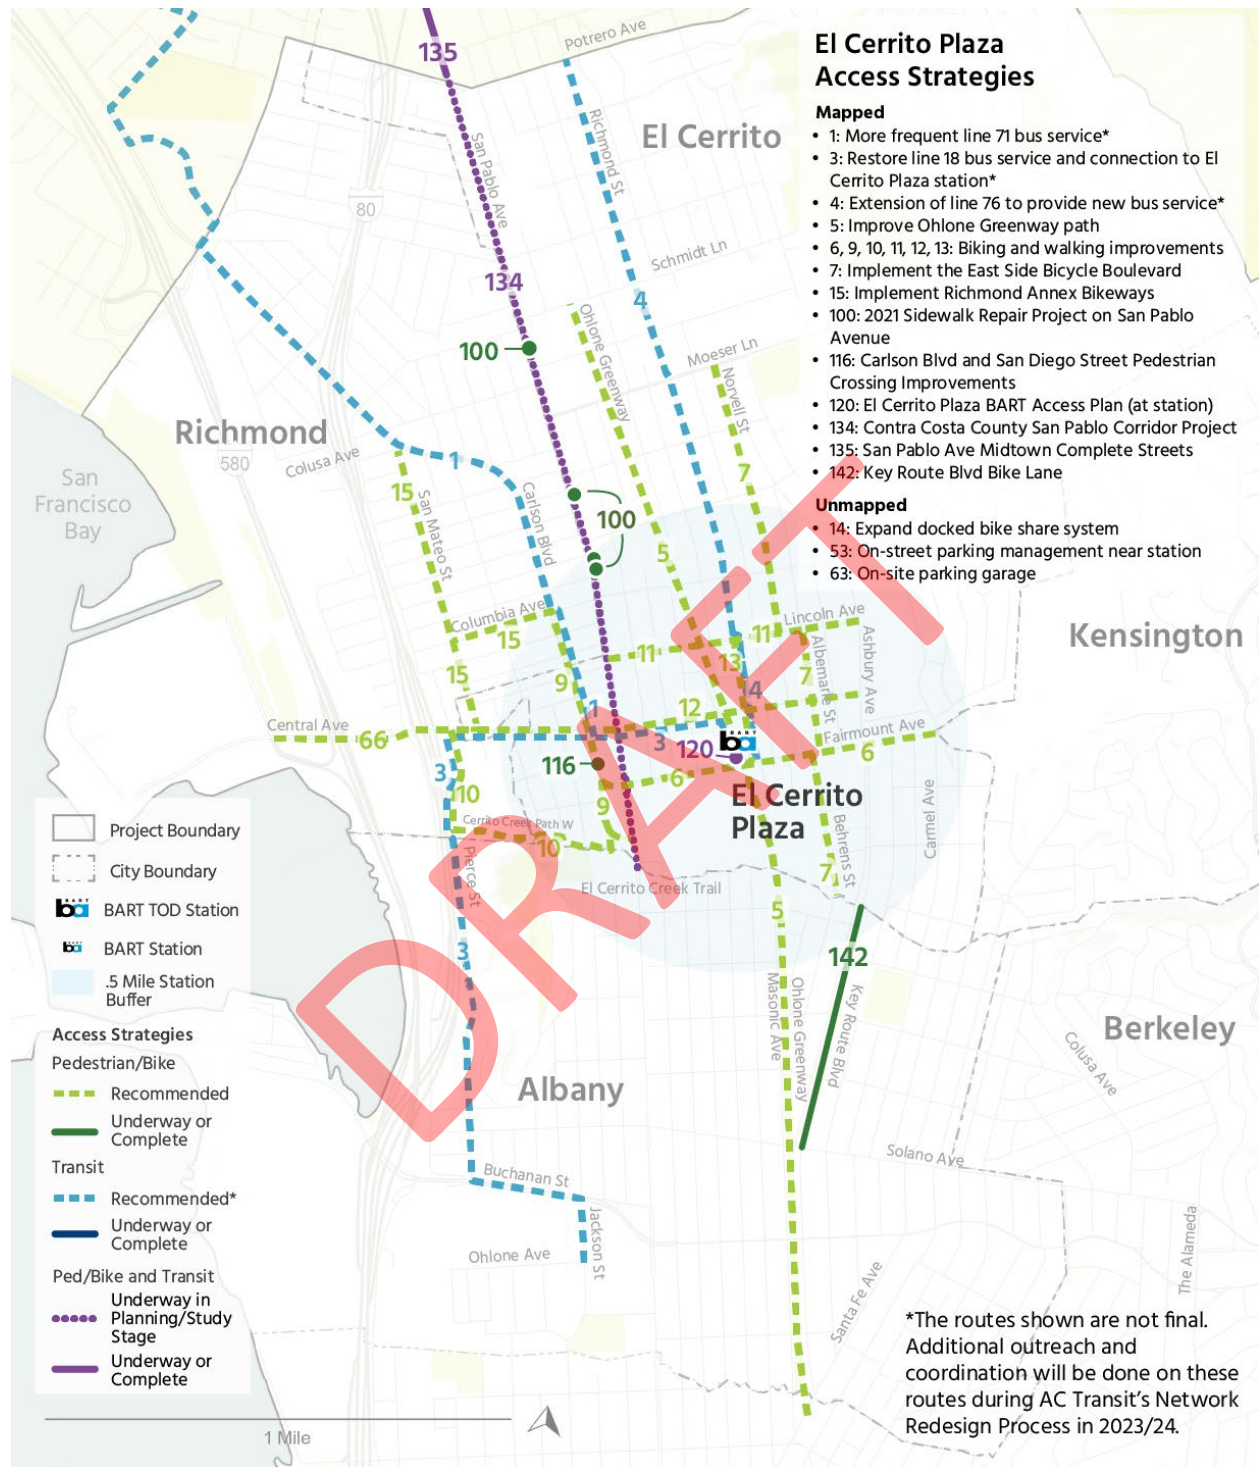 El Cerrito Plaza
Access Strategies
Mapped
• 1: More frequent line 71 bus service*
• 3: Restore line 18 bus service and connection to El
Cerrito Plaza station*
• 4: Extension of line 76 to provide new bus service*
• 5: Improve Ohlone Greenway path
• 6, 9, 10, 11, 12, 13: Biking and walking improvements
• 7: Implement the East Side Bicycle Boulevard
• 15: Implement Richmond Annex Bikeways
• 100: 2021 Sidewalk Repair Project on San Pablo
Avenue
• 116: Carlson Blvd and San Diego Street Pedestrian
Crossing Improvements
• 120: El Cerrito Plaza BART Access Plan (at station)
• 134: Contra Costa County San Pablo Corridor Project
• 135: San Pablo Ave Midtown Complete Streets
• 142: Key Route Blvd Bike Lane
Unmapped
• 14: Expand docked bike share system
• 53: On-street parking management near station
• 63: On-site parking garage
135
Potrero Ave
El Cerrito
San Pablo Ave
Richmond St
80
Schmidt Ln
134
4
Ohlone Greenway
100
Moeser Ln
Norvell St
Richmond
580
Colusa Ave
1
7
San
Francisco
Bay
15
San Mateo St
Carlson Blvd
100
5
Columbia Ave
15
Lincoln Ave
11
11
13
Albemarle St
Ashbury Ave
Kensington
15
9
7
4
1
12
Central Ave
66
3
120
BART
ba
Fairmount Ave
6
3
116
6
10
9
El Cerrito
Plaza
Cerrito Creek Path W
10
Behrens St
Carmel Ave
Pierce St
7
El Cerrito Creek Trail
5
3
142
Masonic Ave
Ohlone Greenway
Key Route Blvd
Berkeley
Colusa Ave
Albany
Solano Ave
Buchanan St
Jackson St
Ohlone Ave
The Alameda
Santa Fe Ave
DRAFT
Project Boundary
City Boundary
ba BART TOD Station
ba BART Station
.5 Mile Station
Buffer
Access Strategies
Pedestrian/Bike
Recommended
Underway or
Complete
Transit
Recommended*
Underway or
Complete
Ped/Bike and Transit
Underway in
Planning/Study
Stage
Underway or
Complete
1 Mile
*The routes shown are not final.
Additional outreach and
coordination will be done on these
routes during AC Transit’s Network
Redesign Process in 2023/24.